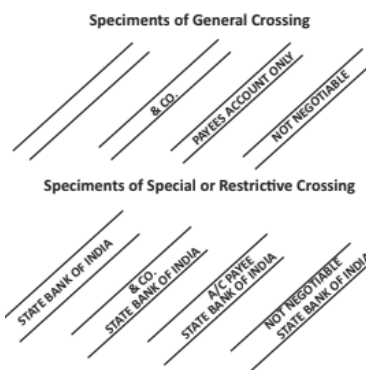 Speciments of General Crossing
& CO.
PAYEES ACCOUNT ONLY
NOT NEGOTIABLE
Speciments of Special or Restrictive Crossing
STATE BANK OF INDIA
& CO.
STATE BANK OF INDIA
A/C PAYEE
STATE BANK OF INDIA
NOT NEGOTIABLE
STATE BANK OF INDIA